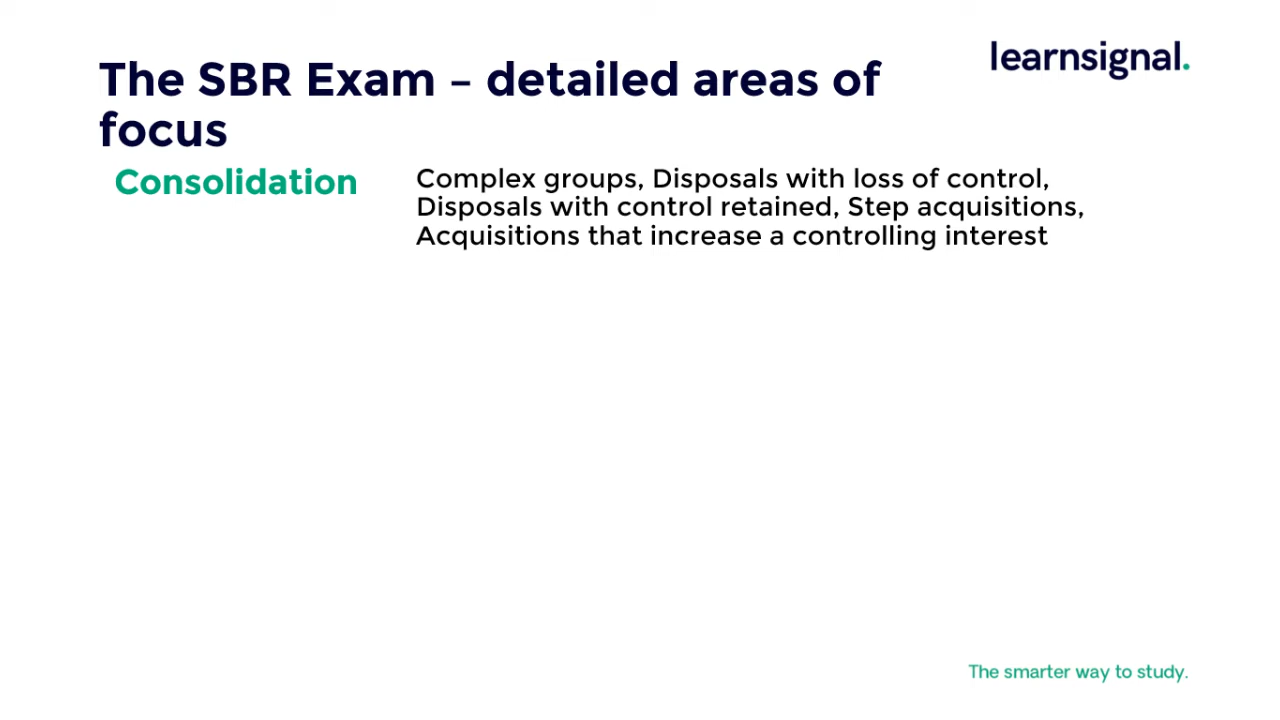 The SBR Exam – detailed areas of
focus
learnsignal.
Consolidation
Complex groups, Disposals with loss of control,
Disposals with control retained, Step acquisitions,
Acquisitions that increase a controlling interest
The smarter way to study.